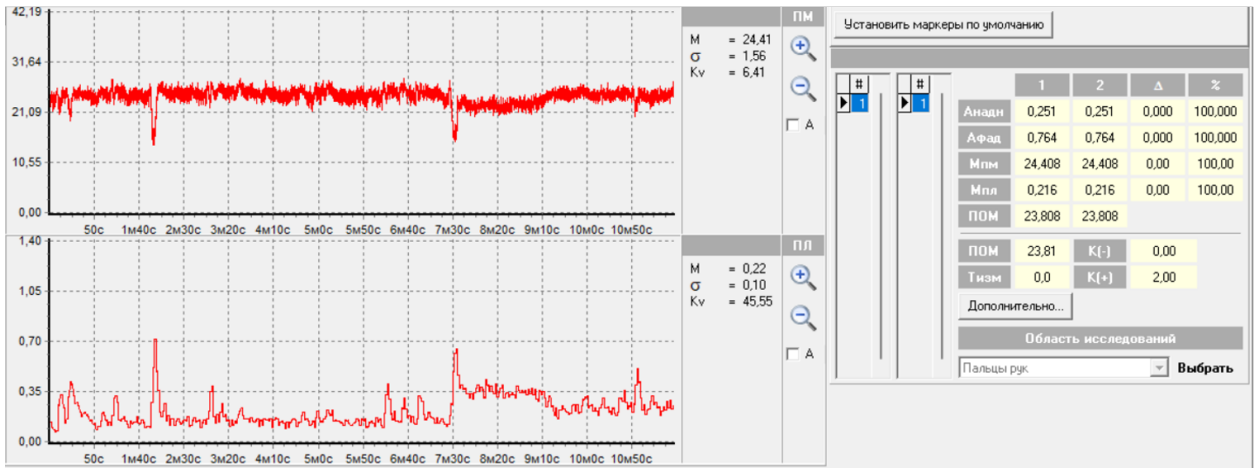 42,19
31,64
21,09
10,55
0,00
50с 1м40с 2м30с 3м20с 4м10с 5м0с 5м50с 6м40с 7м30с 8м20с 9м10с 10м0с 10м50с
ПМ
М = 24,41
σ = 1,56
Kv = 6,41
А
1,40
1,05
0,70
0,35
0,00
50с 1м40с 2м30с 3м20с 4м10с 5м0с 5м50с 6м40с 7м30с 8м20с 9м10с 10м0с 10м50с
ПЛ
М = 0,22
σ = 0,10
Kv = 45,55
А
Установить маркеры по умолчанию
# #
1 1
1 2 Δ %
Анадн 0,251 0,251 0,000 100,000
Афад 0,764 0,764 0,000 100,000
Мпм 24,408 24,408 0,00 100,00
Мпл 0,216 0,216 0,00 100,00
ПОМ 23,808 23,808
ПОМ 23,81 К(-) 0,00
Тизм 0,0 К(+) 2,00
Дополнительно...
Область исследований
Пальцы рук Выбрать